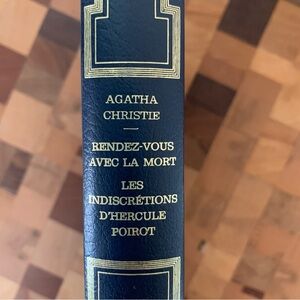 AGATHA
CHRISTIE
RENDEZ-VOUS
AVEC LA MORT
LES
INDISCRÉTIONS
D'HERCULE
POIROT